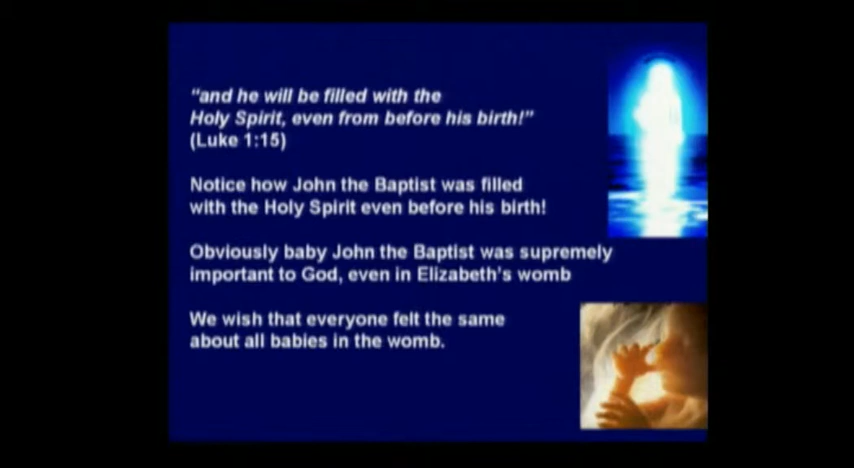 “and he will be filled with the
Holy Spirit, even from before his birth!”
(Luke 1:15)
Notice how John the Baptist was filled
with the Holy Spirit even before his birth!
Obviously baby John the Baptist was supremely
important to God, even in Elizabeth's womb
We wish that everyone felt the same
about all babies in the womb.